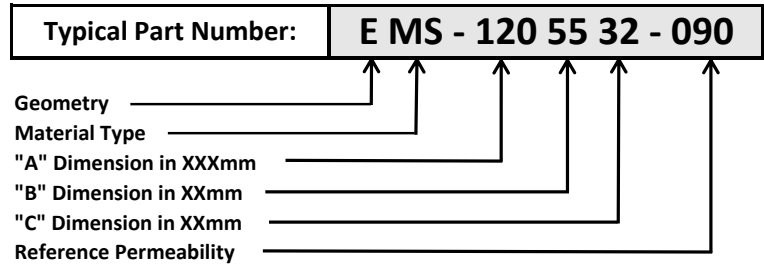 Typical Part Number: E MS - 120 55 32 - 090
Geometry
Material Type
"A" Dimension in XXXmm
"B" Dimension in XXmm
"C" Dimension in XXmm
Reference Permeability